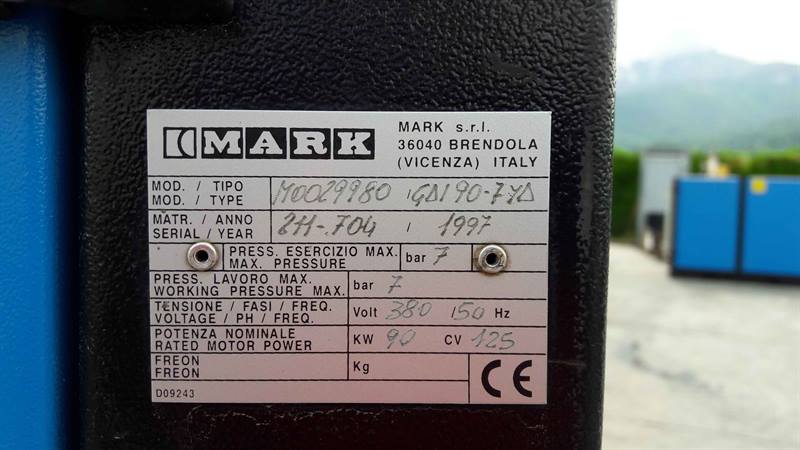 MARK
MARK s.r.l.
36040 BRENDOLA
(VICENZA) ITALY
MOD. / TIPO
MOD. / TYPE
M0029980 / GA190-7YA
MATR. / ANNO
SERIAL / YEAR
211-704 / 1997
PRESS. ESERCIZIO MAX.
MAX. PRESSURE
bar 7
PRESS. LAVORO MAX.
WORKING PRESSURE MAX.
bar 7
TENSIONE / FASI / FREQ.
VOLTAGE / PH / FREQ.
Volt 380 /50 Hz
POTENZA NOMINALE
RATED MOTOR POWER
KW 90 CV 125
FREON
FREON
Kg
CE
D09243